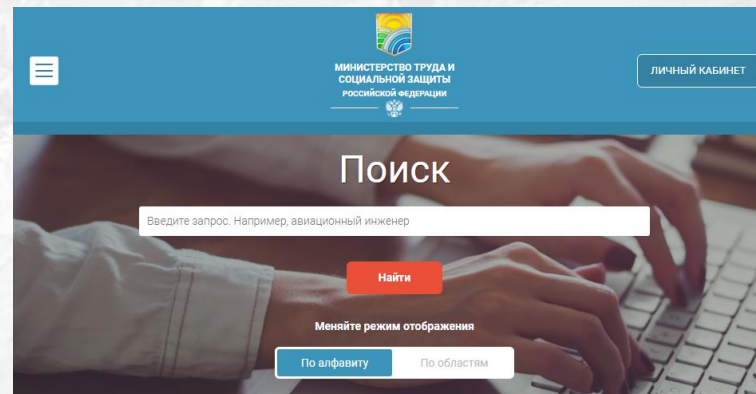 МИНИСТЕРСТВО ТРУДА И
СОЦИАЛЬНОЙ ЗАЩИТЫ
РОССИЙСКОЙ ФЕДЕРАЦИИ
ЛИЧНЫЙ КАБИНЕТ
Поиск
Введите запрос. Например, авиационный инженер
Найти
Меняйте режим отображения
По алфавиту По областям